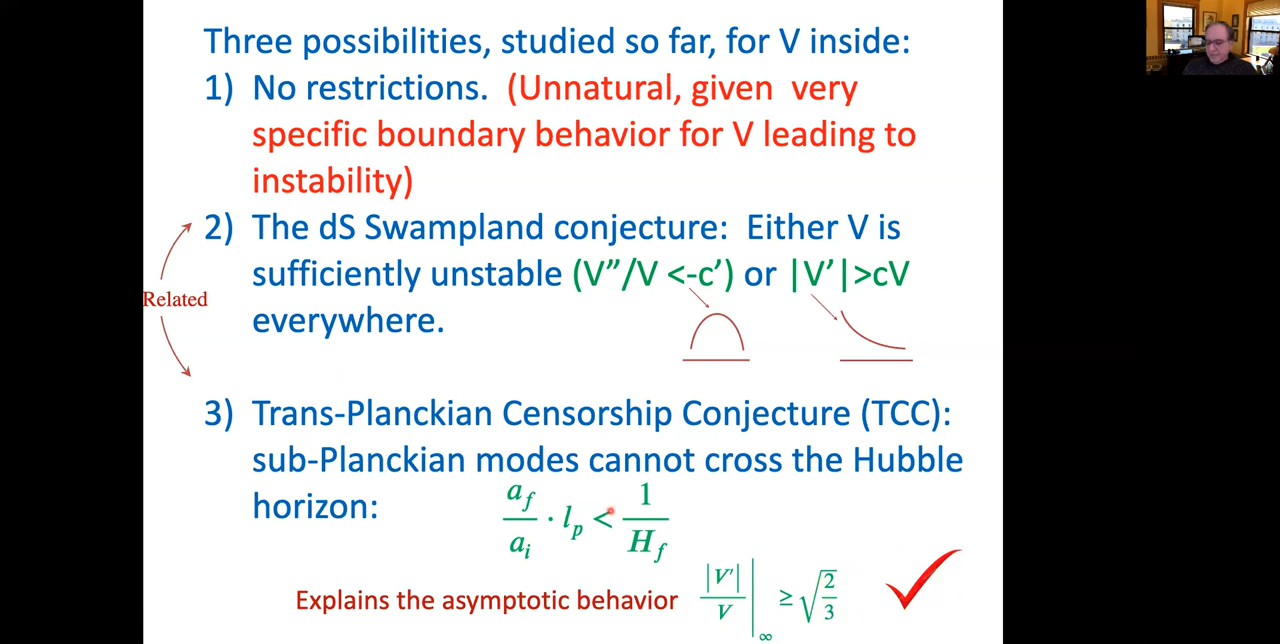 Three possibilities, studied so far, for V inside:
1) No restrictions. (Unnatural, given very
specific boundary behavior for V leading to
instability)
2) The dS Swampland conjecture: Either V is
sufficiently unstable (V”/V <-c’) or |V’|>cV
Related
everywhere.
3) Trans-Planckian Censorship Conjecture (TCC):
sub-Planckian modes cannot cross the Hubble
horizon:
a_f/a_i · l_p < 1/H_f
Explains the asymptotic behavior |V'|/V|_∞ ≥ √(2/3)